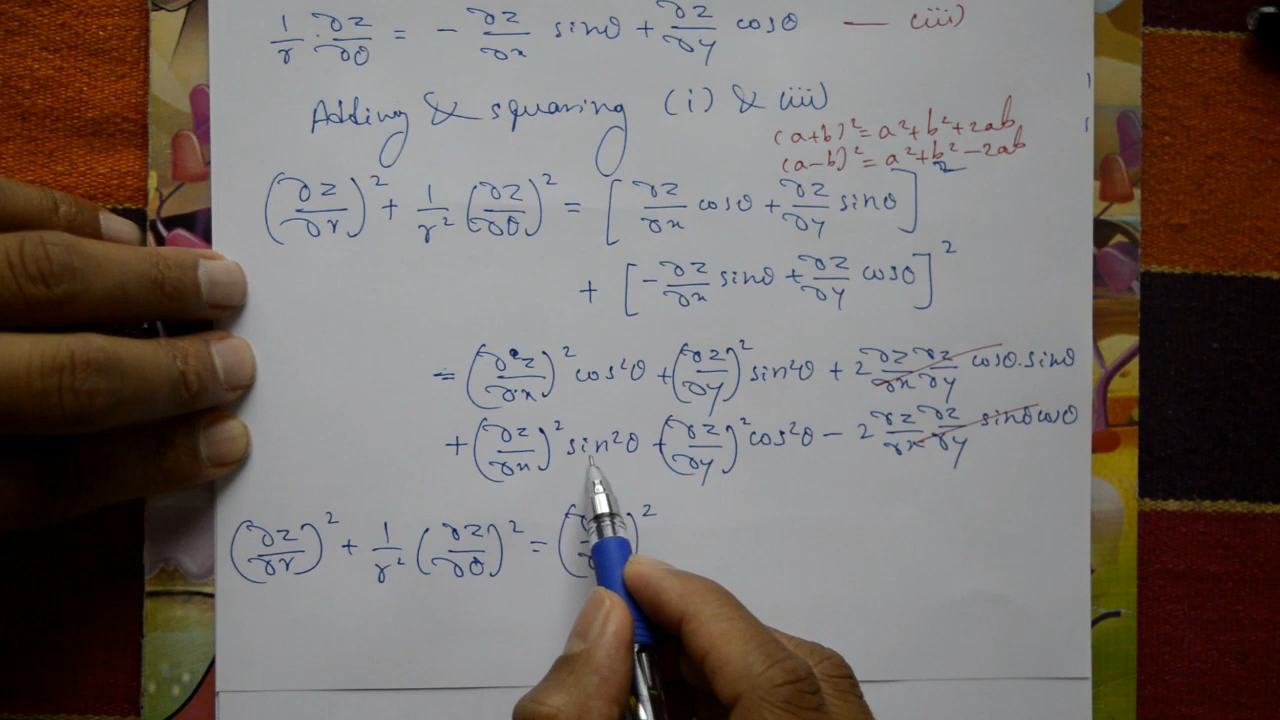 1/r · ∂z/∂θ = - ∂z/∂x sinθ + ∂z/∂y cosθ — (iii)
Adding & squaring (i) & (iii)
(a+b)² = a²+b²+2ab
(a-b)² = a²+b²-2ab
(∂z/∂r)² + 1/r² (∂z/∂θ)² = [∂z/∂x cosθ + ∂z/∂y sinθ]²
+ [-∂z/∂x sinθ + ∂z/∂y cosθ]²
= (∂z/∂x)² cos²θ + (∂z/∂y)² sin²θ + 2 ∂z/∂x ∂z/∂y cosθ.sinθ
+ (∂z/∂x)² sin²θ + (∂z/∂y)² cos²θ - 2 ∂z/∂x ∂z/∂y sinθcosθ
(∂z/∂r)² + 1/r² (∂z/∂θ)² = ( )²